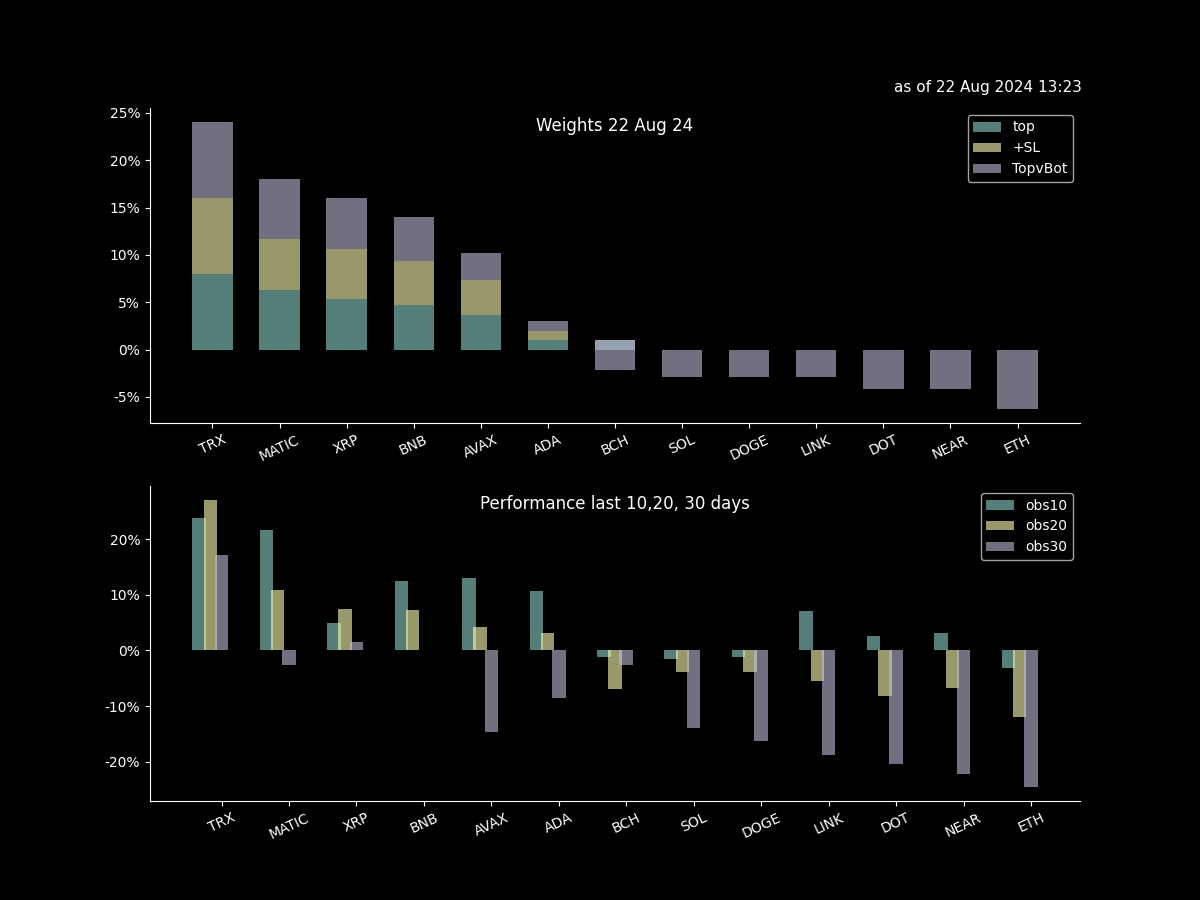 as of 22 Aug 2024 13:23
Weights 22 Aug 24
top
+SL
TopvBot
25%
20%
15%
10%
5%
0%
-5%
TRX MATIC XRP BNB AVAX ADA BCH SOL DOGE LINK DOT NEAR ETH
Performance last 10,20, 30 days
obs10
obs20
obs30
20%
10%
0%
-10%
-20%
TRX MATIC XRP BNB AVAX ADA BCH SOL DOGE LINK DOT NEAR ETH